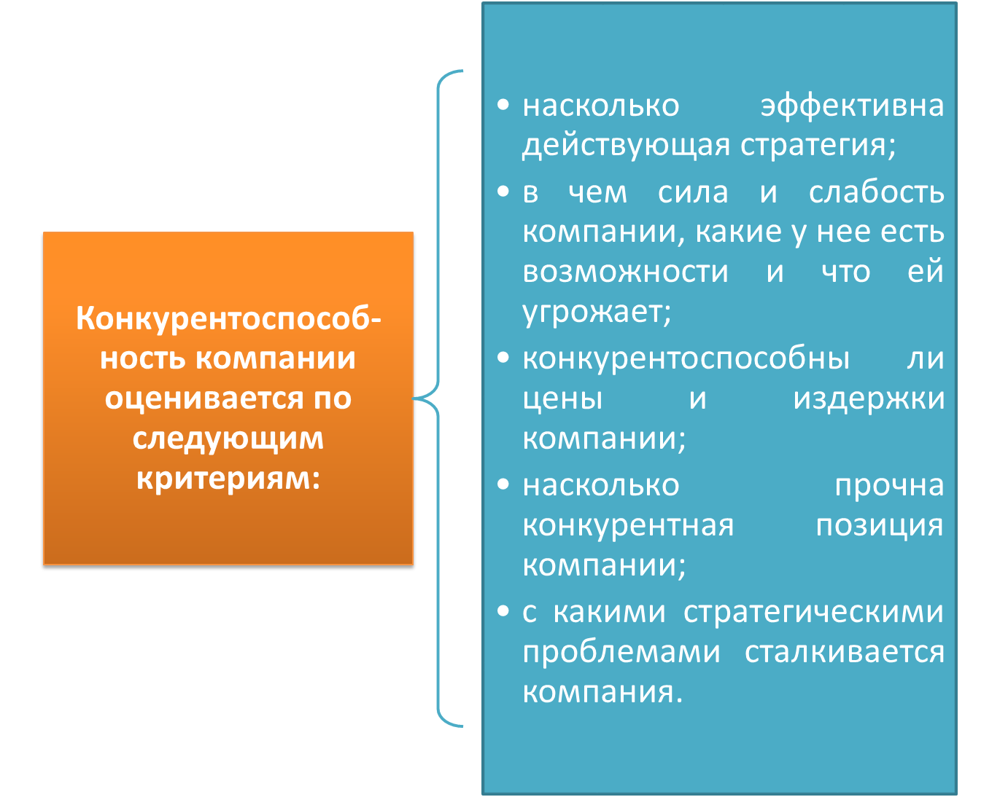 Конкурентоспособ-
ность компании
оценивается по
следующим
критериям:
• насколько эффективна
действующая стратегия;
• в чем сила и слабость
компании, какие у нее есть
возможности и что ей
угрожает;
• конкурентоспособны ли
цены и издержки
компании;
• насколько прочна
конкурентная позиция
компании;
• с какими стратегическими
проблемами сталкивается
компания.